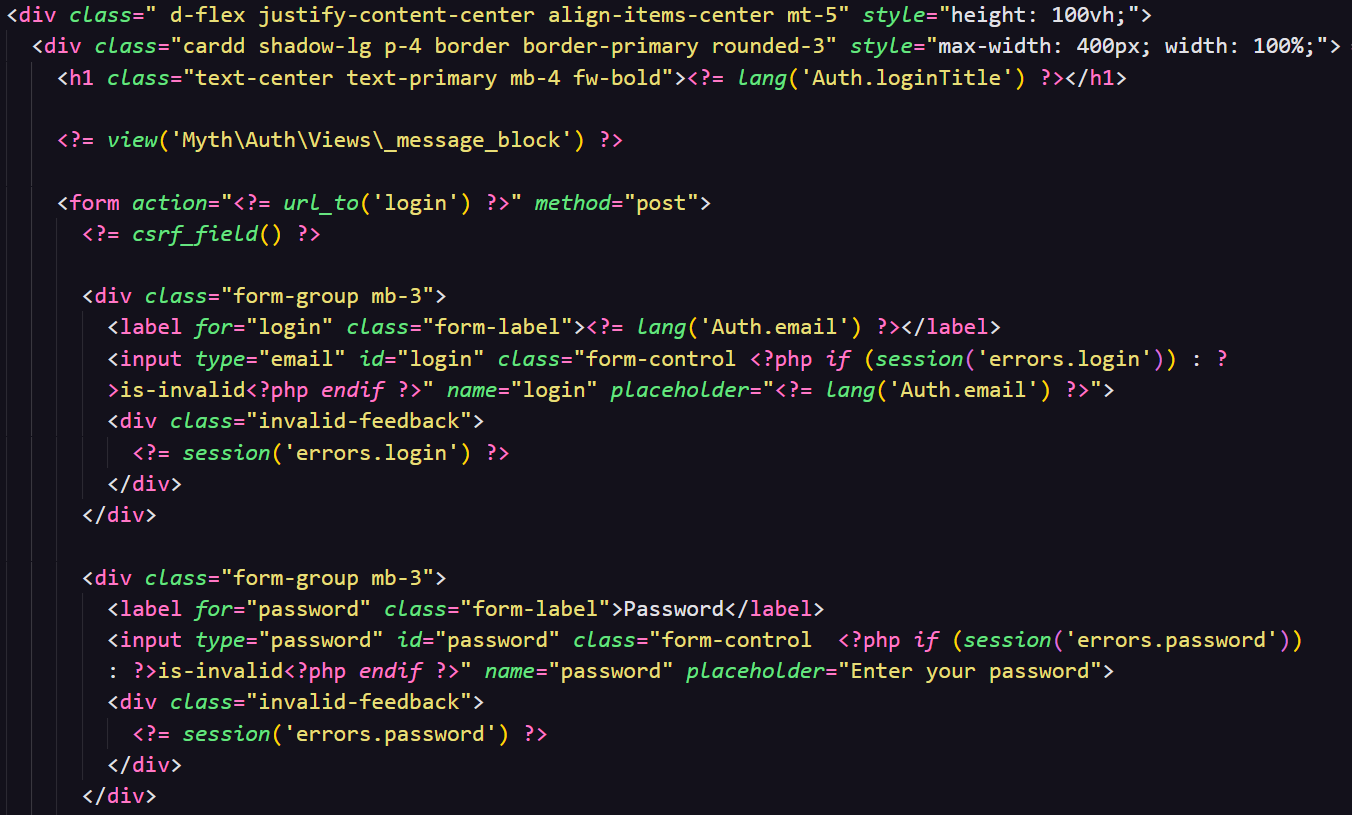 <div class=" d-flex justify-content-center align-items-center mt-5" style="height: 100vh;">
<div class="cardd shadow-lg p-4 border border-primary rounded-3" style="max-width: 400px; width: 100%;">
<h1 class="text-center text-primary mb-4 fw-bold"><?= lang('Auth.loginTitle') ?></h1>
<?= view('Myth\Auth\Views\_message_block') ?>
<form action="<?= url_to('login') ?>" method="post">
<?= csrf_field() ?>
<div class="form-group mb-3">
<label for="login" class="form-label"><?= lang('Auth.email') ?></label>
<input type="email" id="login" class="form-control <?php if (session('errors.login')) : ?
>is-invalid<?php endif ?>" name="login" placeholder="<?= lang('Auth.email') ?>">
<div class="invalid-feedback">
<?= session('errors.login') ?>
</div>
</div>
<div class="form-group mb-3">
<label for="password" class="form-label">Password</label>
<input type="password" id="password" class="form-control  <?php if (session('errors.password'))
: ?>is-invalid<?php endif ?>" name="password" placeholder="Enter your password">
<div class="invalid-feedback">
<?= session('errors.password') ?>
</div>
</div>